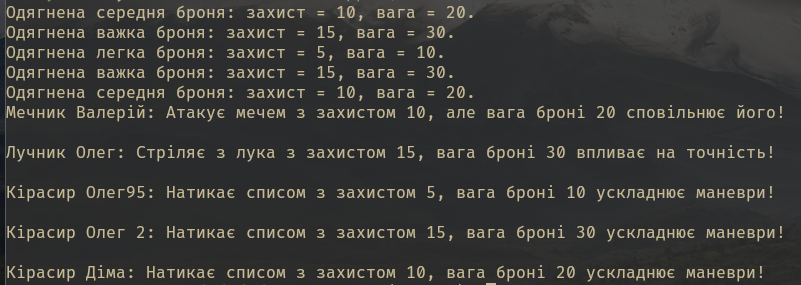 Одягнена середня броня: захист = 10, вага = 20.
Одягнена важка броня: захист = 15, вага = 30.
Одягнена легка броня: захист = 5, вага = 10.
Одягнена важка броня: захист = 15, вага = 30.
Одягнена середня броня: захист = 10, вага = 20.
Мечник Валерій: Атакує мечем з захистом 10, але вага броні 20 сповільнює його!
Лучник Олег: Стріляє з лука з захистом 15, вага броні 30 впливає на точність!
Кірасир Олег95: Натикає списом з захистом 5, вага броні 10 ускладнює маневри!
Кірасир Олег 2: Натикає списом з захистом 15, вага броні 30 ускладнює маневри!
Кірасир Діма: Натикає списом з захистом 10, вага броні 20 ускладнює маневри!